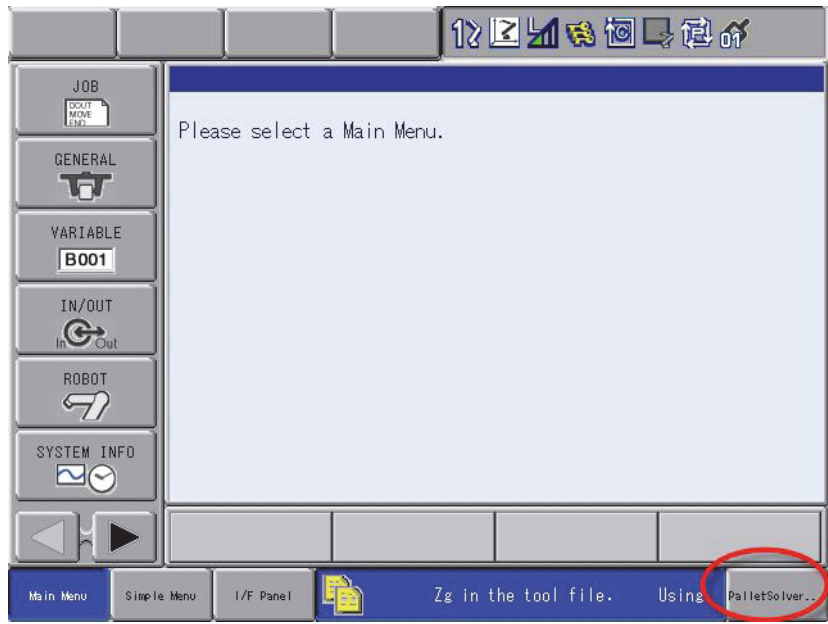 JOB
DOUT
MOVE
END
Please select a Main Menu.
GENERAL
VARIABLE
B001
IN/OUT
In Out
ROBOT
SYSTEM INFO
Main Menu
Simple Menu
I/F Panel
Zg in the tool file. Using
PalletSolver..
01